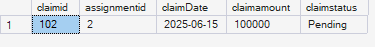 claimid assignmentid claimDate claimamount claimstatus
1 102 2 2025-06-15 100000 Pending